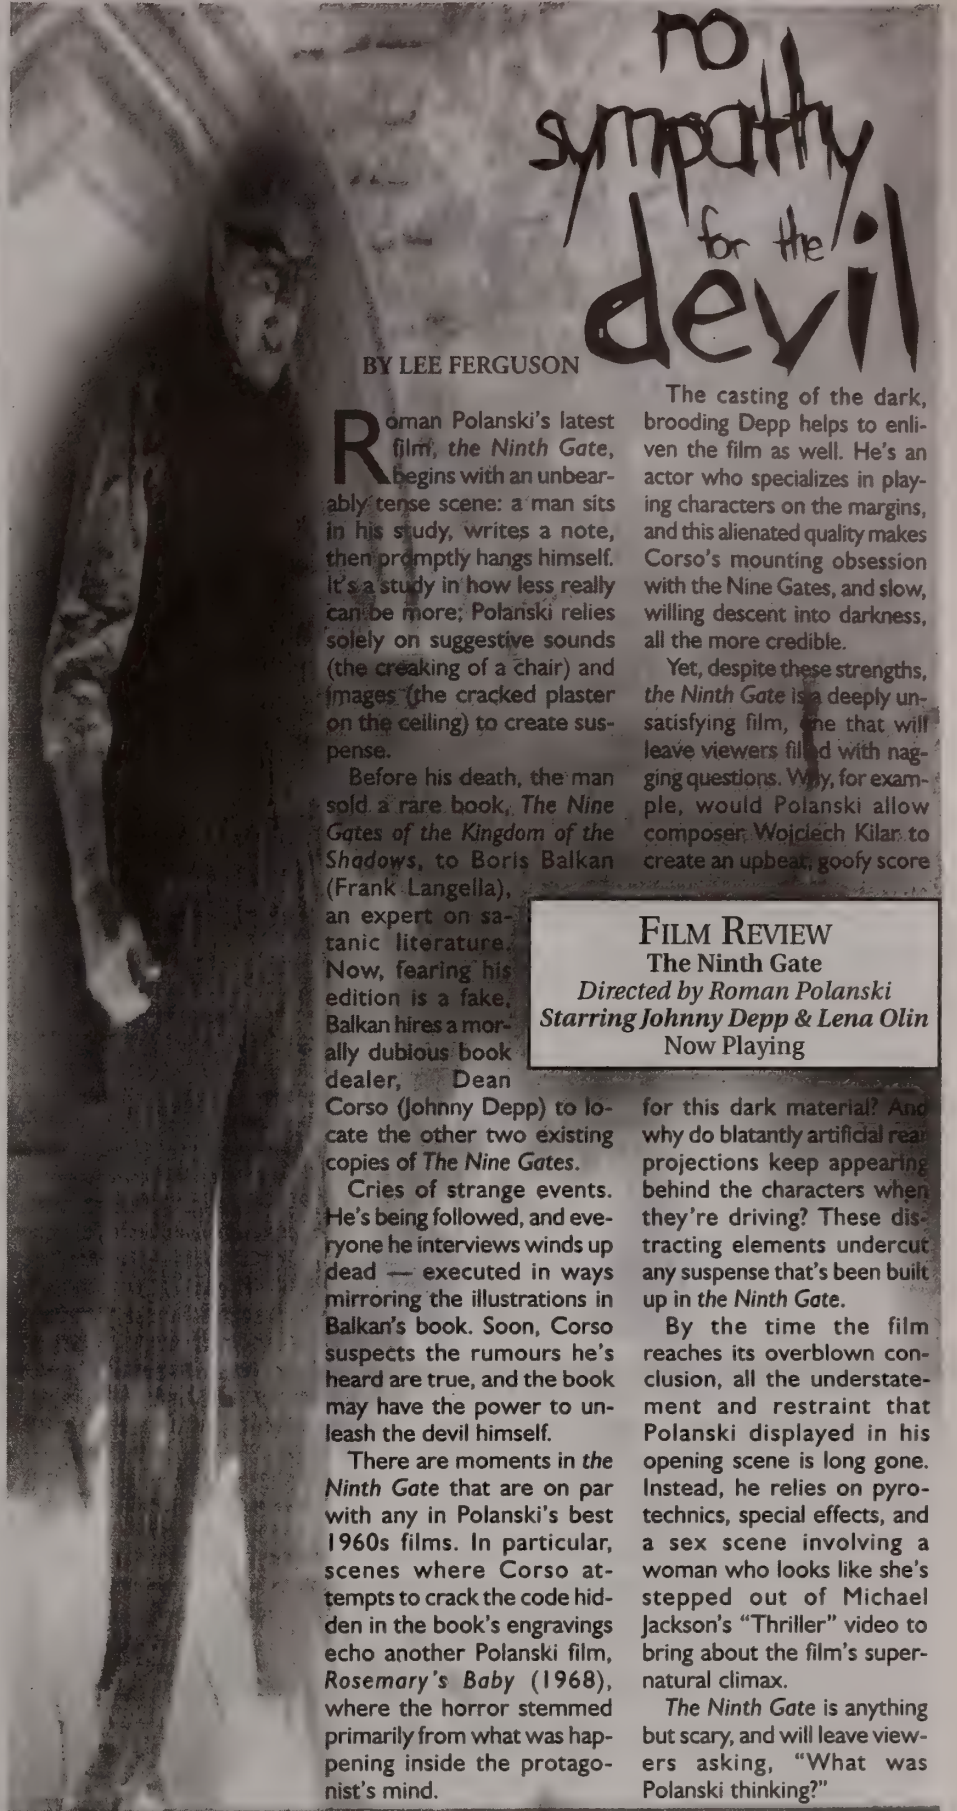 no
sympathy
for the
devil
BY LEE FERGUSON
Roman Polanski's latest
film, the Ninth Gate,
begins with an unbear-
ably tense scene: a man sits
in his study, writes a note,
then promptly hangs himself.
It's a study in how less really
can be more; Polanski relies
solely on suggestive sounds
(the creaking of a chair) and
images (the cracked plaster
on the ceiling) to create sus-
pense.
Before his death, the man
sold a rare book, The Nine
Gates of the Kingdom of the
Shadows, to Boris Balkan
(Frank Langella),
an expert on sa-
tanic literature.
Now, fearing his
edition is a fake,
Balkan hires a mor-
ally dubious book
dealer, Dean
Corso (Johnny Depp) to lo-
cate the other two existing
copies of The Nine Gates.
Cries of strange events.
He's being followed, and eve-
ryone he interviews winds up
dead — executed in ways
mirroring the illustrations in
Balkan's book. Soon, Corso
suspects the rumours he's
heard are true, and the book
may have the power to un-
leash the devil himself.
There are moments in the
Ninth Gate that are on par
with any in Polanski's best
1960s films. In particular,
scenes where Corso at-
tempts to crack the code hid-
den in the book's engravings
echo another Polanski film,
Rosemary's Baby (1968),
where the horror stemmed
primarily from what was hap-
pening inside the protago-
nist's mind.
The casting of the dark,
brooding Depp helps to enli-
ven the film as well. He's an
actor who specializes in play-
ing characters on the margins,
and this alienated quality makes
Corso's mounting obsession
with the Nine Gates, and slow,
willing descent into darkness,
all the more credible.
Yet, despite these strengths,
the Ninth Gate is a deeply un-
satisfying film, one that will
leave viewers filled with nag-
ging questions. Why, for exam-
ple, would Polanski allow
composer Wojciech Kilar to
create an upbeat, goofy score
FILM REVIEW
The Ninth Gate
Directed by Roman Polanski
Starring Johnny Depp & Lena Olin
Now Playing
for this dark material? And
why do blatantly artificial rear
projections keep appearing
behind the characters when
they're driving? These dis-
tracting elements undercut
any suspense that's been built
up in the Ninth Gate.
By the time the film
reaches its overblown con-
clusion, all the understate-
ment and restraint that
Polanski displayed in his
opening scene is long gone.
Instead, he relies on pyro-
technics, special effects, and
a sex scene involving a
woman who looks like she's
stepped out of Michael
Jackson's "Thriller" video to
bring about the film's super-
natural climax.
The Ninth Gate is anything
but scary, and will leave view-
ers asking, "What was
Polanski thinking?"